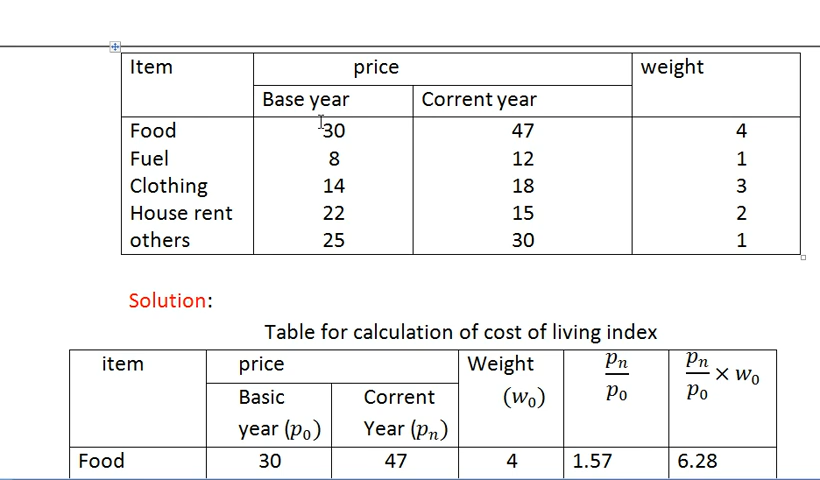 Item price weight
Base year Corrent year
Food 30 47 4
Fuel 8 12 1
Clothing 14 18 3
House rent 22 15 2
others 25 30 1
Solution:
Table for calculation of cost of living index
item price Weight (w₀) pₙ/p₀ pₙ/p₀ × w₀
Basic year (p₀) Corrent Year (pₙ)
Food 30 47 4 1.57 6.28